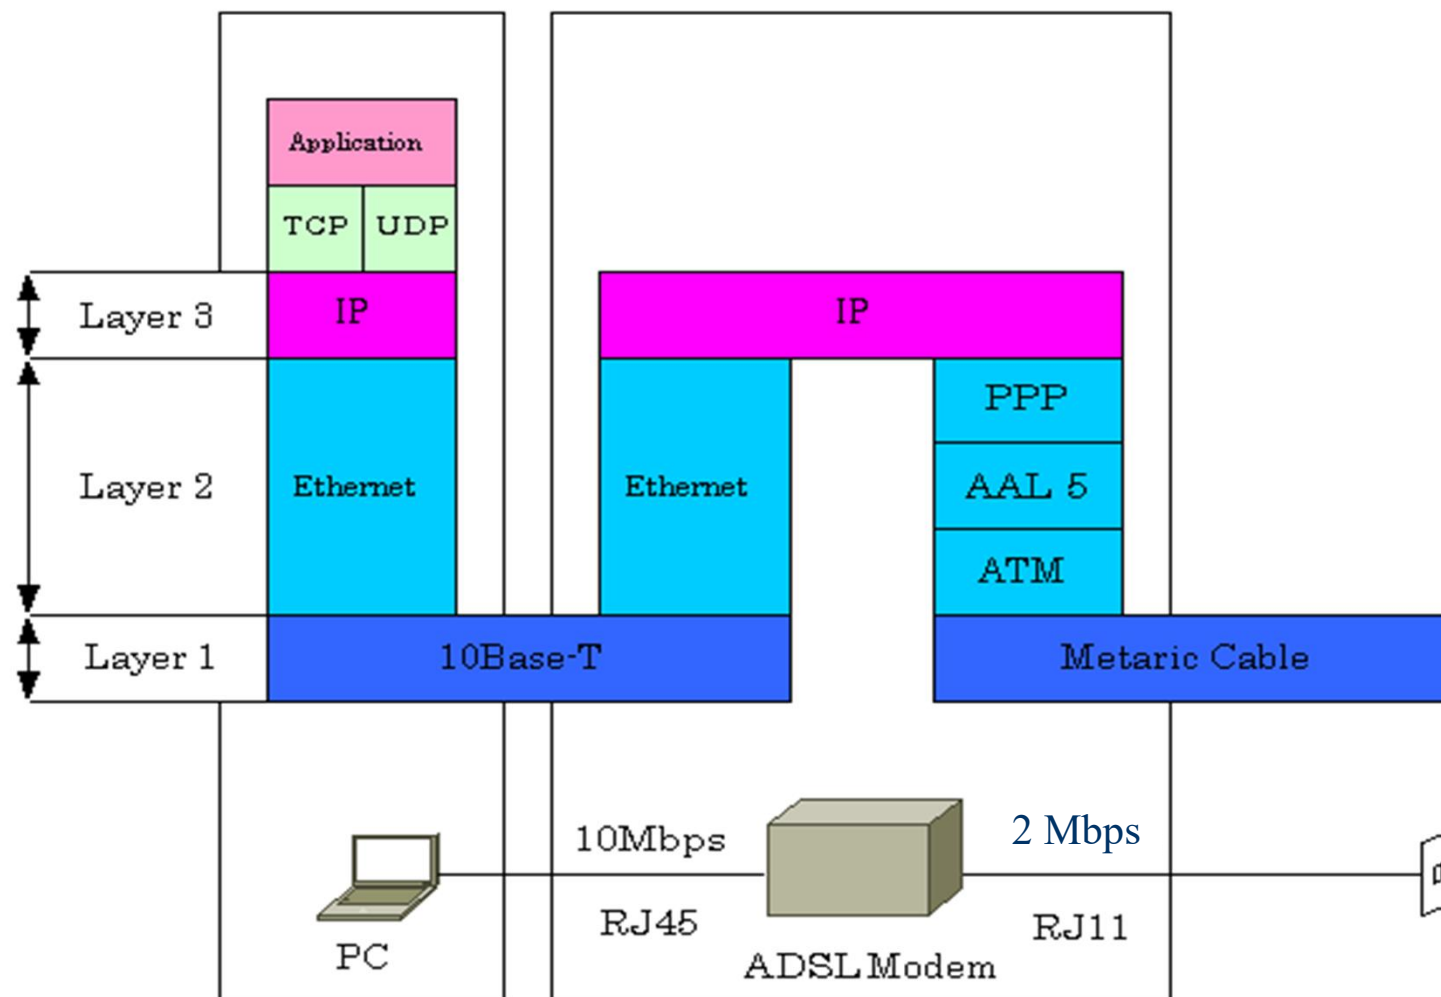 Application
TCP UDP
Layer 3 IP IP
PPP
Layer 2 Ethernet Ethernet AAL 5
ATM
Layer 1 10Base-T Metaric Cable
10Mbps 2 Mbps
RJ45 RJ11
PC ADSL Modem